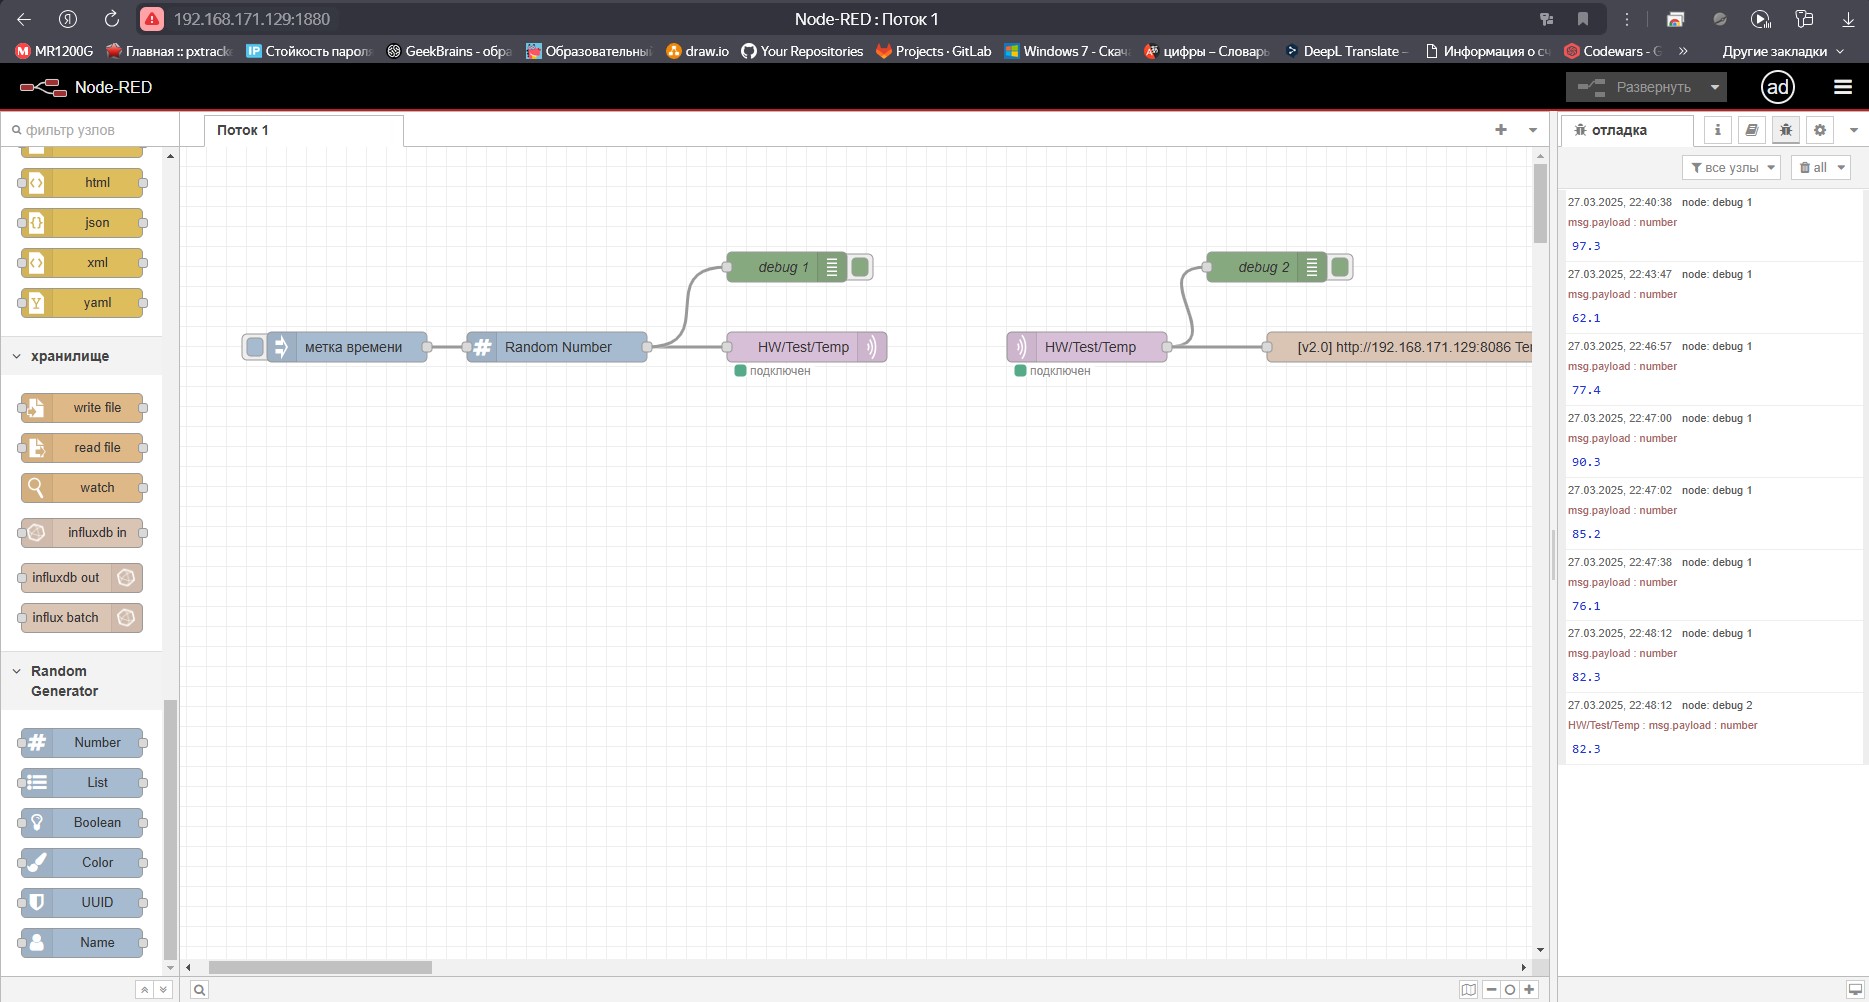 192.168.171.129:1880
Node-RED : Поток 1
MR1200G
Главная :: pxtracke
IP Стойкость пароля
GeekBrains - обра
Образовательны
draw.io
Your Repositories
Projects · GitLab
Windows 7 - Скач
цифры – Словарь
DeepL Translate –
Информация о сч
Codewars - G
»
Другие закладки
Node-RED
Развернуть
ad
фильтр узлов
Поток 1
отладка
все узлы
all
html
json
xml
yaml
хранилище
write file
read file
watch
influxdb in
influxdb out
influx batch
Random
Generator
Number
List
Boolean
Color
UUID
Name
debug 1
метка времени
Random Number
HW/Test/Temp
подключен
debug 2
HW/Test/Temp
подключен
[v2.0] http://192.168.171.129:8086 Te
27.03.2025, 22:40:38 node: debug 1
msg.payload : number
97.3
27.03.2025, 22:43:47 node: debug 1
msg.payload : number
62.1
27.03.2025, 22:46:57 node: debug 1
msg.payload : number
77.4
27.03.2025, 22:47:00 node: debug 1
msg.payload : number
90.3
27.03.2025, 22:47:02 node: debug 1
msg.payload : number
85.2
27.03.2025, 22:47:38 node: debug 1
msg.payload : number
76.1
27.03.2025, 22:48:12 node: debug 1
msg.payload : number
82.3
27.03.2025, 22:48:12 node: debug 2
HW/Test/Temp : msg.payload : number
82.3